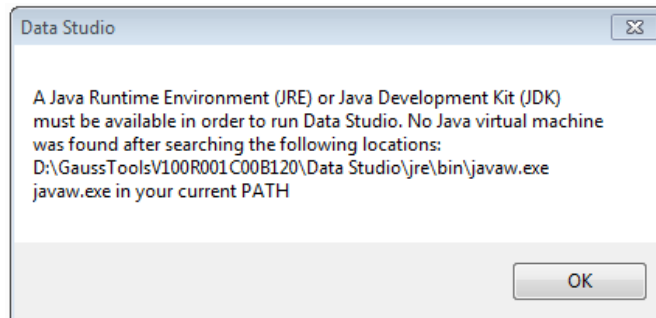 Data Studio
A Java Runtime Environment (JRE) or Java Development Kit (JDK)
must be available in order to run Data Studio. No Java virtual machine
was found after searching the following locations:
D:\GaussToolsV100R001C00B120\Data Studio\jre\bin\javaw.exe
javaw.exe in your current PATH
OK